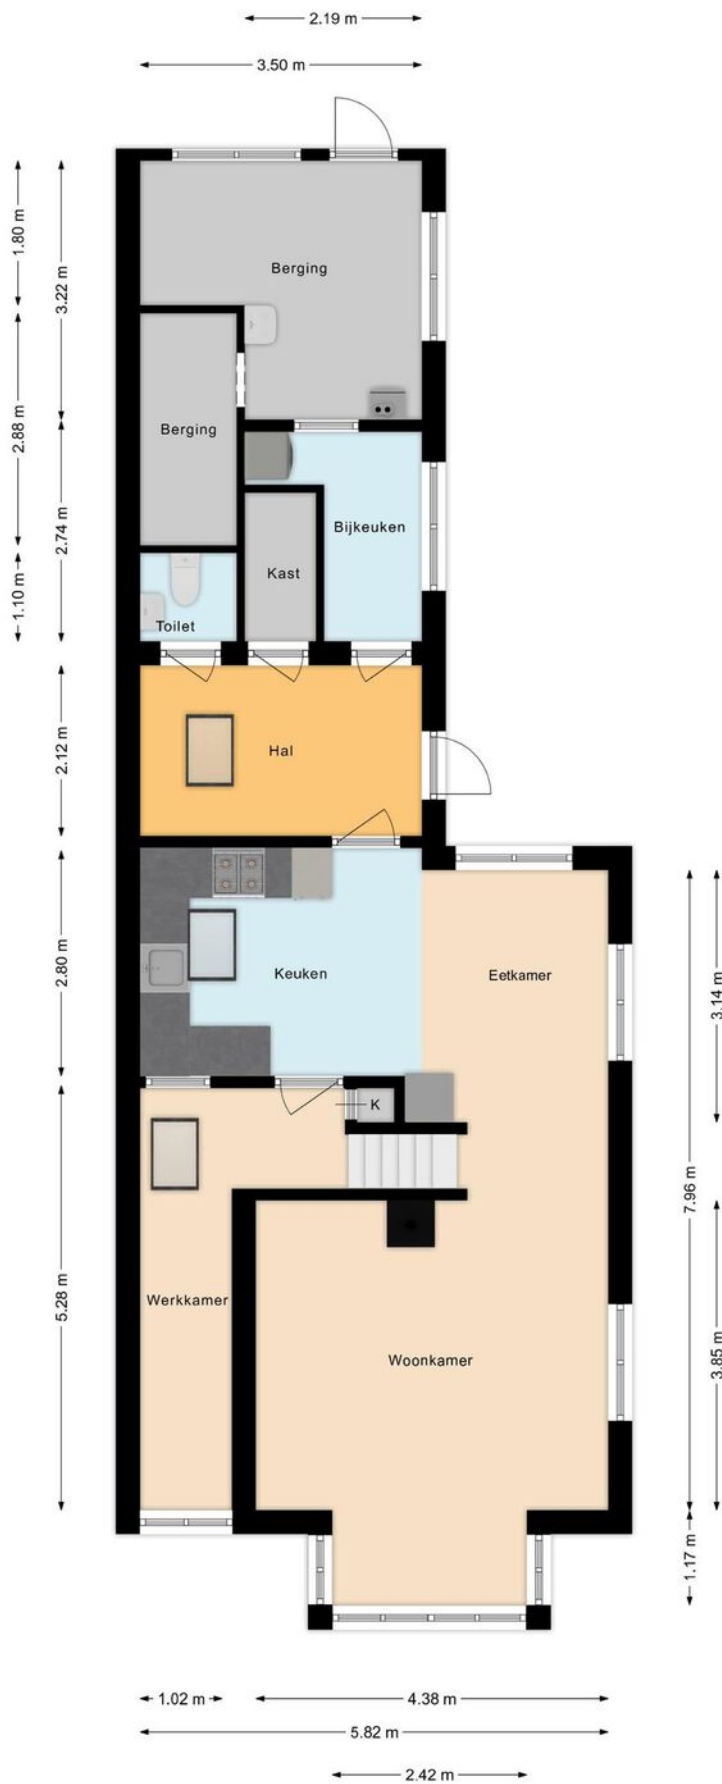 2.19 m
3.50 m
1.80 m
3.22 m
Berging
2.88 m
Berging
2.74 m
Bijkeuken
Kast
1.10 m
Toilet
2.12 m
Hal
2.80 m
Keuken
Eetkamer
3.14 m
K
7.96 m
5.28 m
Werkkamer
Woonkamer
3.85 m
1.17 m
1.02 m
4.38 m
5.82 m
2.42 m